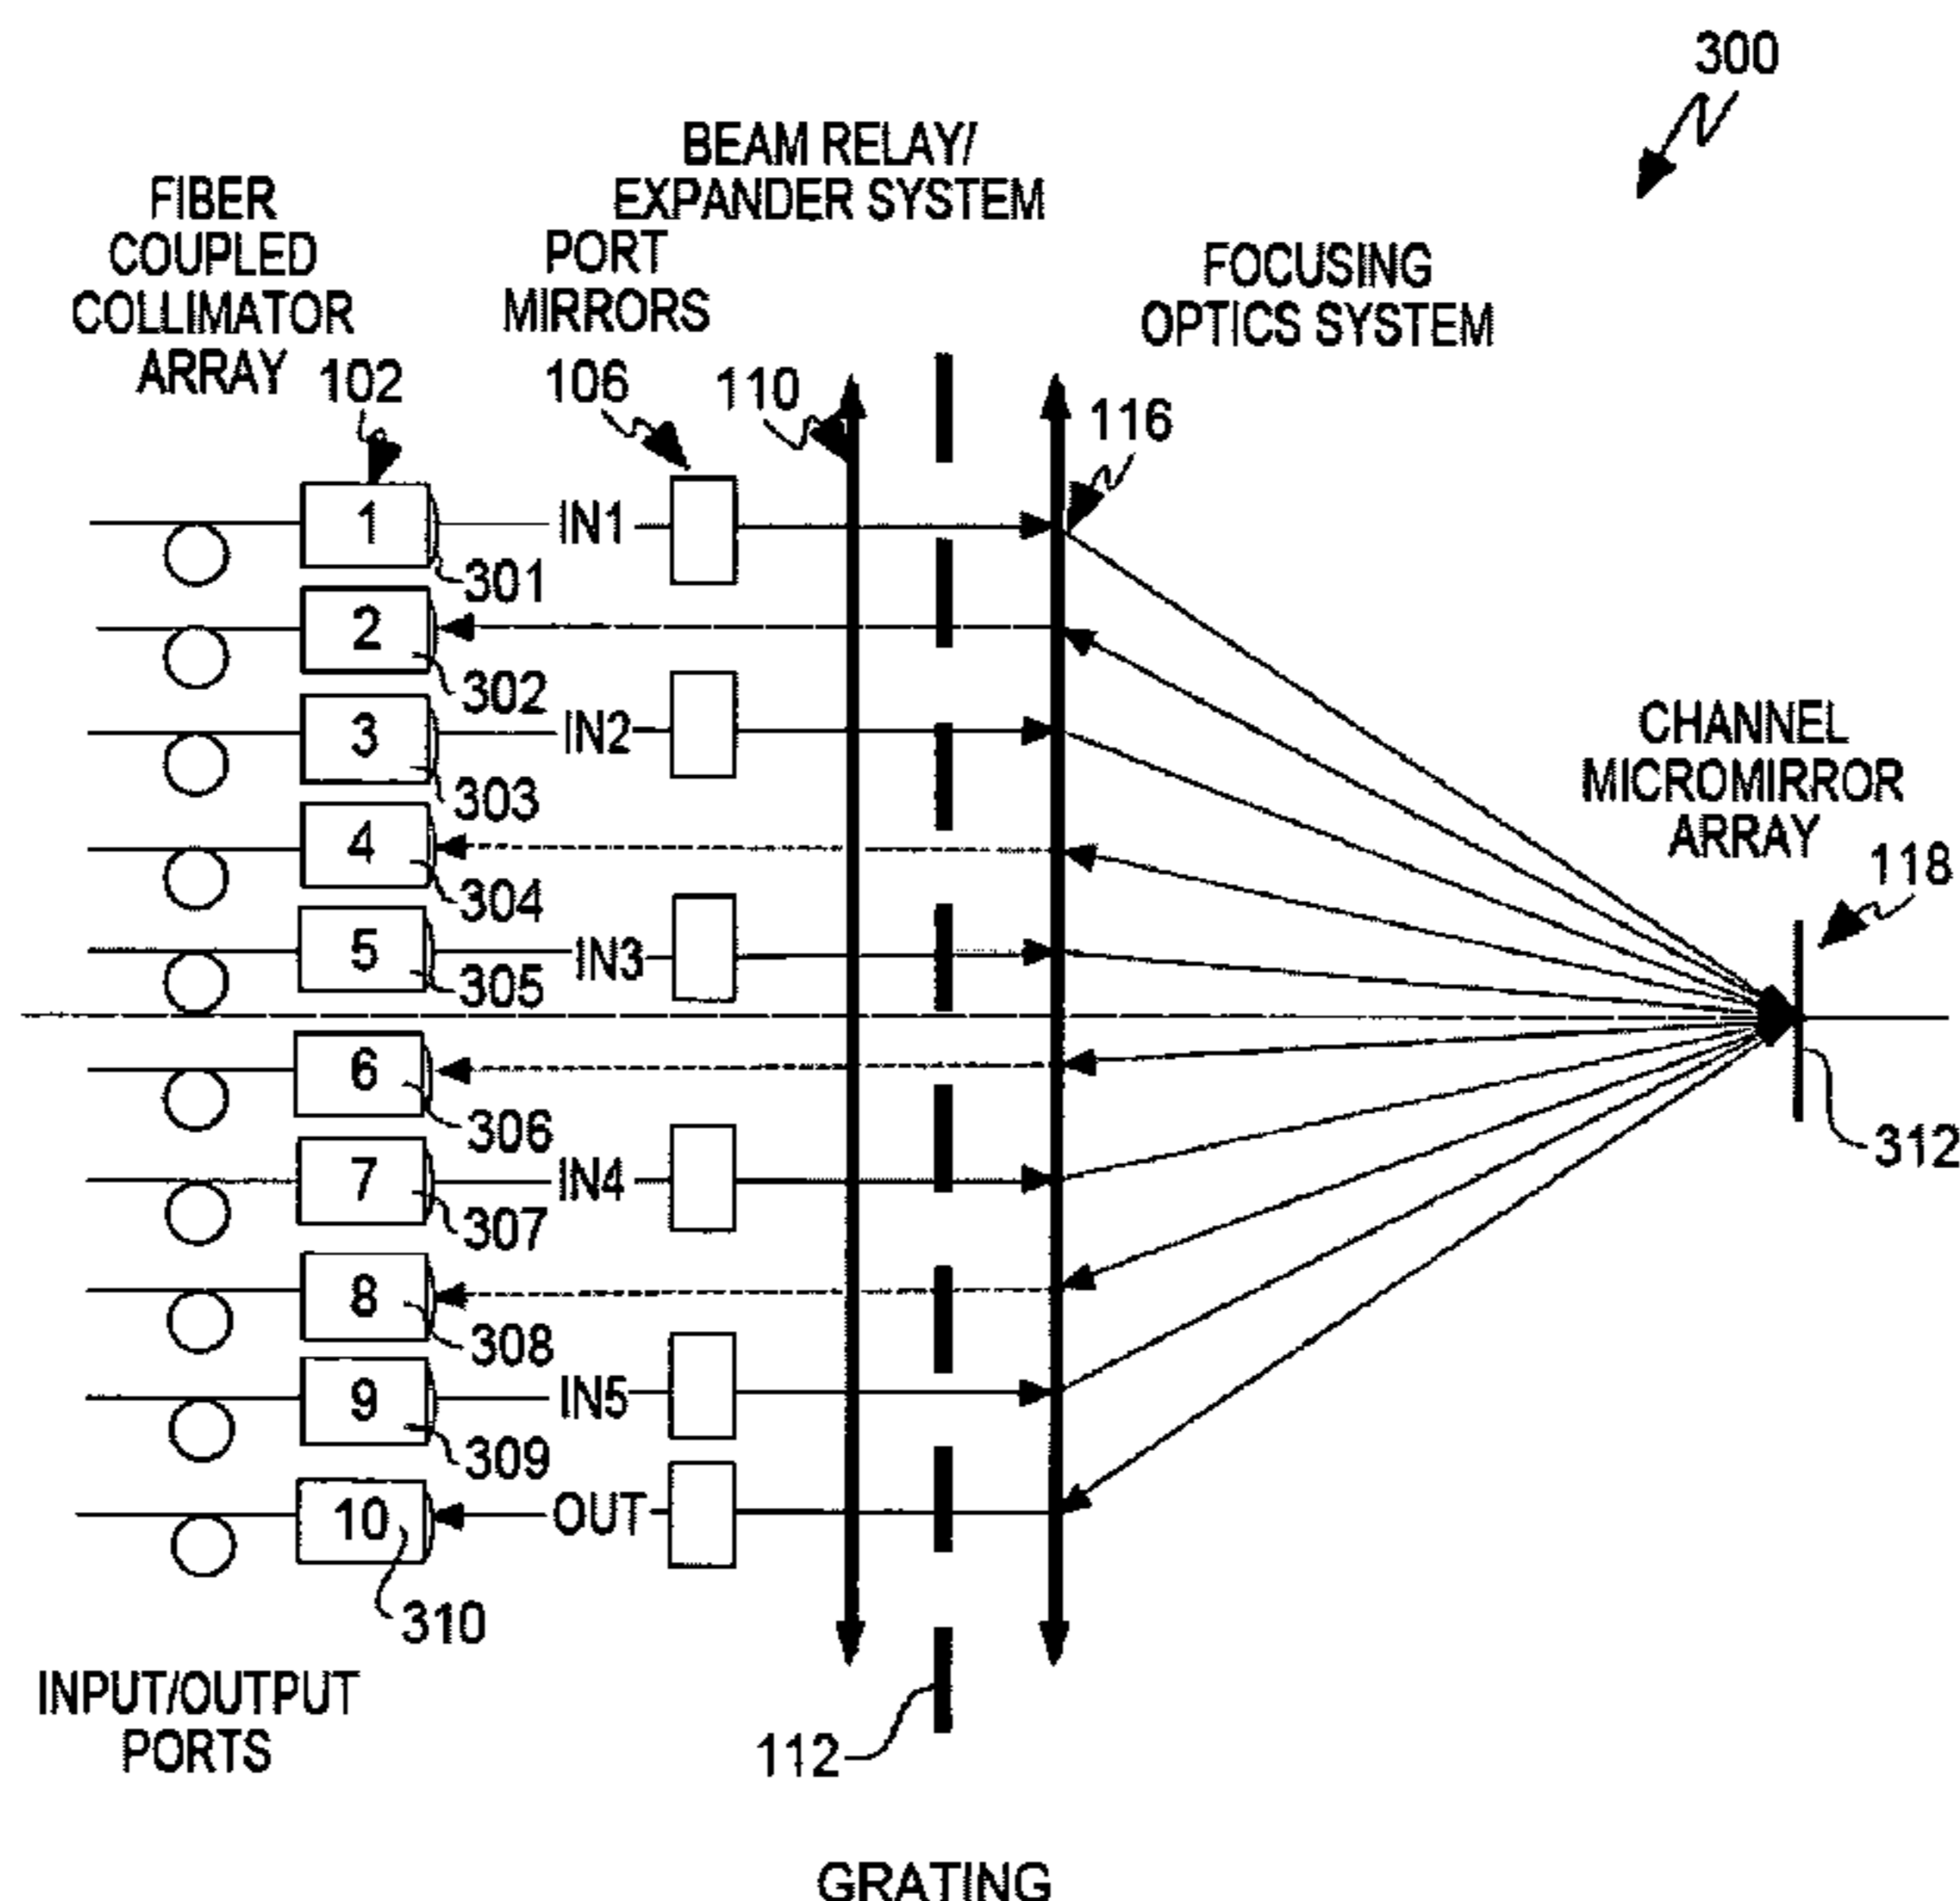 300
BEAM RELAY/
EXPANDER SYSTEM
FIBER
COUPLED
COLLIMATOR
ARRAY
PORT
MIRRORS
FOCUSING
OPTICS SYSTEM
102
106
110
116
1
IN1
301
2
302
3
IN2
303
4
304
5
IN3
305
CHANNEL
MICROMIRROR
ARRAY
118
6
306
312
7
IN4
307
8
308
9
IN5
309
10
OUT
310
INPUT/OUTPUT
PORTS
112
GRATING